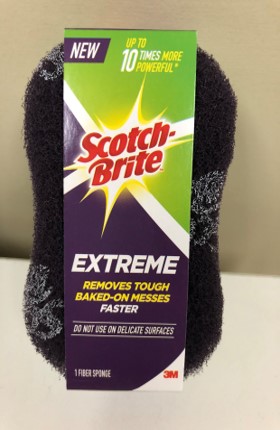 NEW
UP TO
10 TIMES MORE
POWERFUL*
Scotch-
Brite
EXTREME
REMOVES TOUGH
BAKED-ON MESSES
FASTER
DO NOT USE ON DELICATE SURFACES
1 FIBER SPONGE
3M